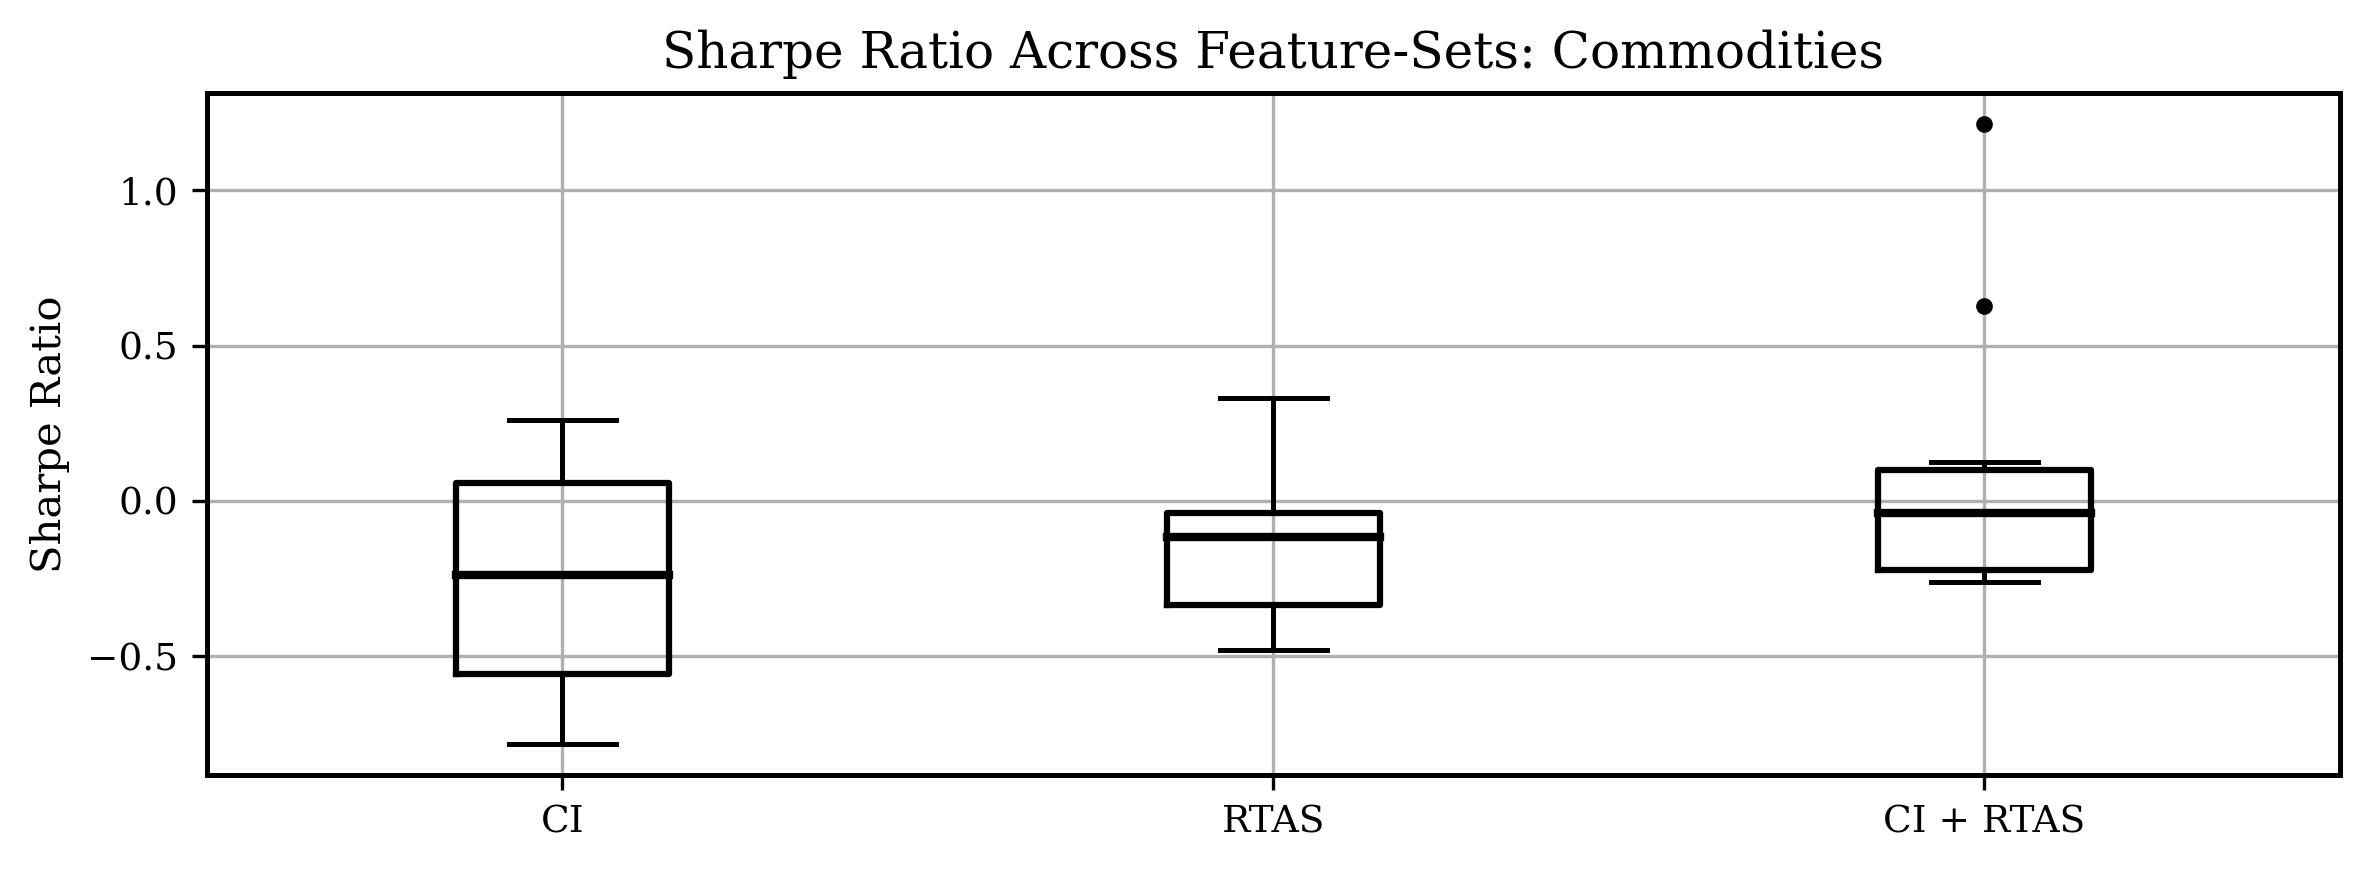 Sharpe Ratio Across Feature-Sets: Commodities
Sharpe Ratio
1.0
0.5
0.0
−0.5
CI
RTAS
CI + RTAS